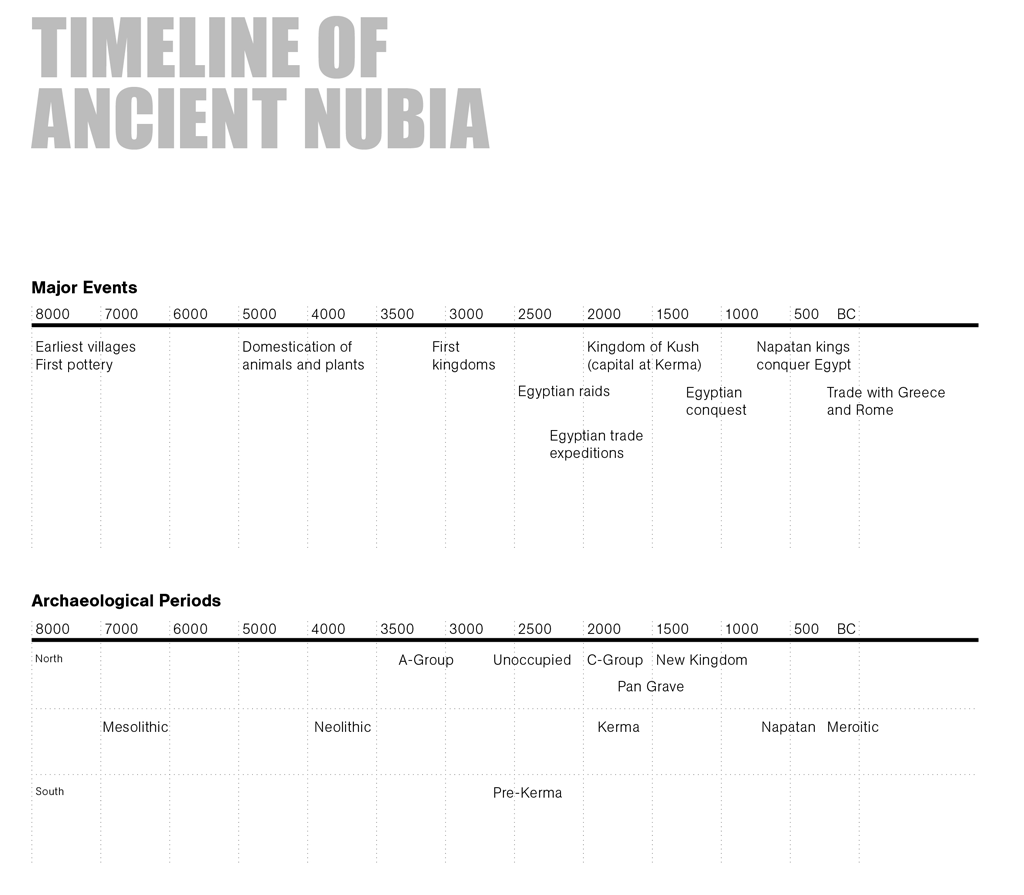 TIMELINE OF
ANCIENT NUBIA
Major Events
8000 7000 6000 5000 4000 3500 3000 2500 2000 1500 1000 500 BC
Earliest villages
First pottery
Domestication of
animals and plants
First
kingdoms
Kingdom of Kush
(capital at Kerma)
Napatan kings
conquer Egypt
Egyptian raids
Egyptian
conquest
Trade with Greece
and Rome
Egyptian trade
expeditions
Archaeological Periods
8000 7000 6000 5000 4000 3500 3000 2500 2000 1500 1000 500 BC
North A-Group Unoccupied C-Group New Kingdom
Pan Grave
Mesolithic Neolithic Kerma Napatan Meroitic
South Pre-Kerma